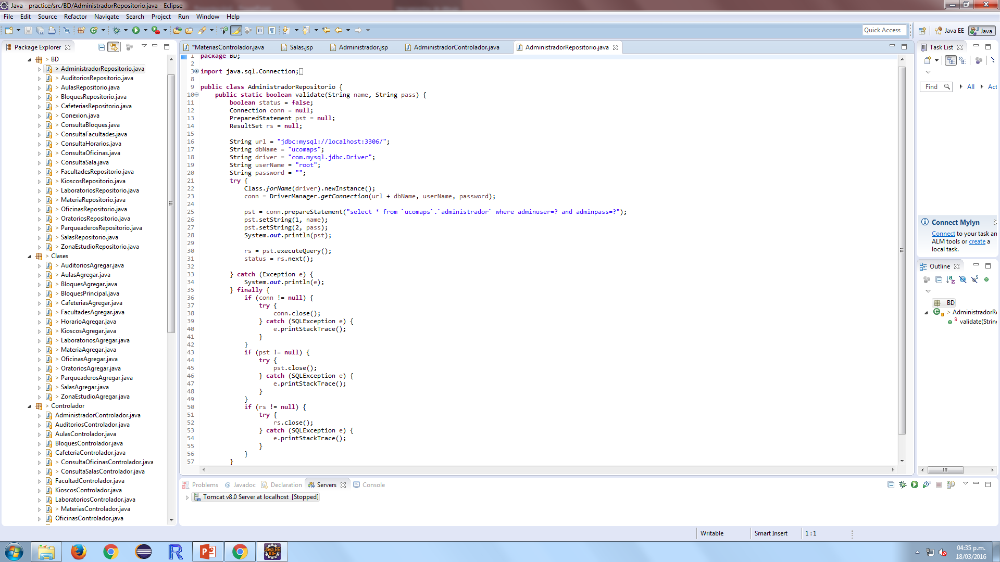 Java - practice/src/BD/AdministradorRepositorio.java - Eclipse
File Edit Source Refactor Navigate Search Project Run Window Help
Quick Access
Java EE
Java
Package Explorer
> BD
> AdministradorRepositorio.java
> AuditoriosRepositorio.java
> AulasRepositorio.java
> BloquesRepositorio.java
> CafeteriasRepositorio.java
> Conexion.java
> ConsultaBloques.java
> ConsultaFacultades.java
> ConsultaHorarios.java
> ConsultaOficinas.java
> ConsultaSala.java
> FacultadesRepositorio.java
> KioscosRepositorio.java
> LaboratoriosRepositorio.java
> MateriaRepositorio.java
> OficinasRepositorio.java
> OratoriosRepositorio.java
> ParqueaderosRepositorio.java
> SalasRepositorio.java
> ZonaEstudioRepositorio.java
> Clases
> AuditoriosAgregar.java
> AulasAgregar.java
> BloquesAgregar.java
> BloquesPrincipal.java
> CafeteriasAgregar.java
> FacultadesAgregar.java
> HorarioAgregar.java
> KioscosAgregar.java
> LaboratoriosAgregar.java
> MateriaAgregar.java
> OficinasAgregar.java
> OratoriosAgregar.java
> ParqueaderosAgregar.java
> SalasAgregar.java
> ZonaEstudioAgregar.java
> Controlador
AdministradorControlador.java
AuditoriosControlador.java
AulasControlador.java
BloquesControlador.java
CafeteriaControlador.java
> ConsultaOficinasControlador.java
> ConsultaSalasControlador.java
FacultadControlador.java
KioscosControlador.java
LaboratoriosControlador.java
> MateriasControlador.java
OficinasControlador.java
*MateriasControlador.java Salas.jsp Administrador.jsp AdministradorControlador.java AdministradorRepositorio.java
1 package BD;
2
3 import java.sql.Connection;
8
9 public class AdministradorRepositorio {
10 public static boolean validate(String name, String pass) {
11 boolean status = false;
12 Connection conn = null;
13 PreparedStatement pst = null;
14 ResultSet rs = null;
15
16 String url = "jdbc:mysql://localhost:3306/";
17 String dbName = "ucomaps";
18 String driver = "com.mysql.jdbc.Driver";
19 String userName = "root";
20 String password = "";
21 try {
22 Class.forName(driver).newInstance();
23 conn = DriverManager.getConnection(url + dbName, userName, password);
24
25 pst = conn.prepareStatement("select * from `ucomaps`.`administrador` where adminuser=? and adminpass=?");
26 pst.setString(1, name);
27 pst.setString(2, pass);
28 System.out.println(pst);
29
30 rs = pst.executeQuery();
31 status = rs.next();
32
33 } catch (Exception e) {
34 System.out.println(e);
35 } finally {
36 if (conn != null) {
37 try {
38 conn.close();
39 } catch (SQLException e) {
40 e.printStackTrace();
41 }
42 }
43 if (pst != null) {
44 try {
45 pst.close();
46 } catch (SQLException e) {
47 e.printStackTrace();
48 }
49 }
50 if (rs != null) {
51 try {
52 rs.close();
53 } catch (SQLException e) {
54 e.printStackTrace();
55 }
56 }
57 }
Task List
Find All Act
Connect Mylyn
Connect to your task an
ALM tools or create a
local task.
Outline
BD
> AdministradorR
S validate(String
Problems @ Javadoc Declaration Servers Console
Tomcat v8.0 Server at localhost [Stopped]
Writable Smart Insert 1 : 1
Java EE
IDE
04:35 p.m.
18/03/2016